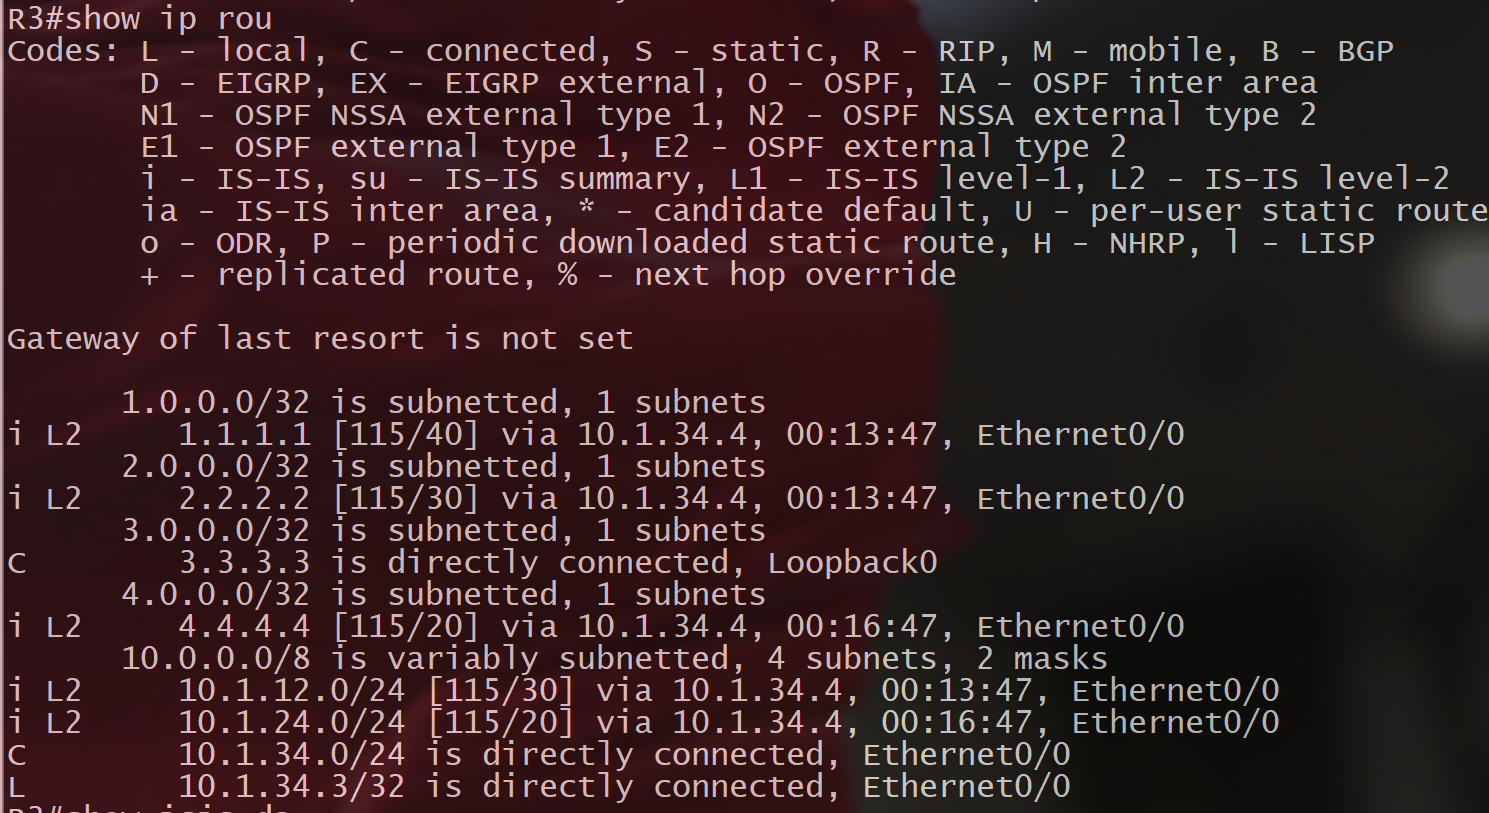 R3#show ip rou
Codes: L - local, C - connected, S - static, R - RIP, M - mobile, B - BGP
       D - EIGRP, EX - EIGRP external, O - OSPF, IA - OSPF inter area
       N1 - OSPF NSSA external type 1, N2 - OSPF NSSA external type 2
       E1 - OSPF external type 1, E2 - OSPF external type 2
       i - IS-IS, su - IS-IS summary, L1 - IS-IS level-1, L2 - IS-IS level-2
       ia - IS-IS inter area, * - candidate default, U - per-user static route
       o - ODR, P - periodic downloaded static route, H - NHRP, l - LISP
       + - replicated route, % - next hop override
Gateway of last resort is not set
      1.0.0.0/32 is subnetted, 1 subnets
i L2     1.1.1.1 [115/40] via 10.1.34.4, 00:13:47, Ethernet0/0
      2.0.0.0/32 is subnetted, 1 subnets
i L2     2.2.2.2 [115/30] via 10.1.34.4, 00:13:47, Ethernet0/0
      3.0.0.0/32 is subnetted, 1 subnets
C        3.3.3.3 is directly connected, Loopback0
      4.0.0.0/32 is subnetted, 1 subnets
i L2     4.4.4.4 [115/20] via 10.1.34.4, 00:16:47, Ethernet0/0
      10.0.0.0/8 is variably subnetted, 4 subnets, 2 masks
i L2     10.1.12.0/24 [115/30] via 10.1.34.4, 00:13:47, Ethernet0/0
i L2     10.1.24.0/24 [115/20] via 10.1.34.4, 00:16:47, Ethernet0/0
C        10.1.34.0/24 is directly connected, Ethernet0/0
L        10.1.34.3/32 is directly connected, Ethernet0/0